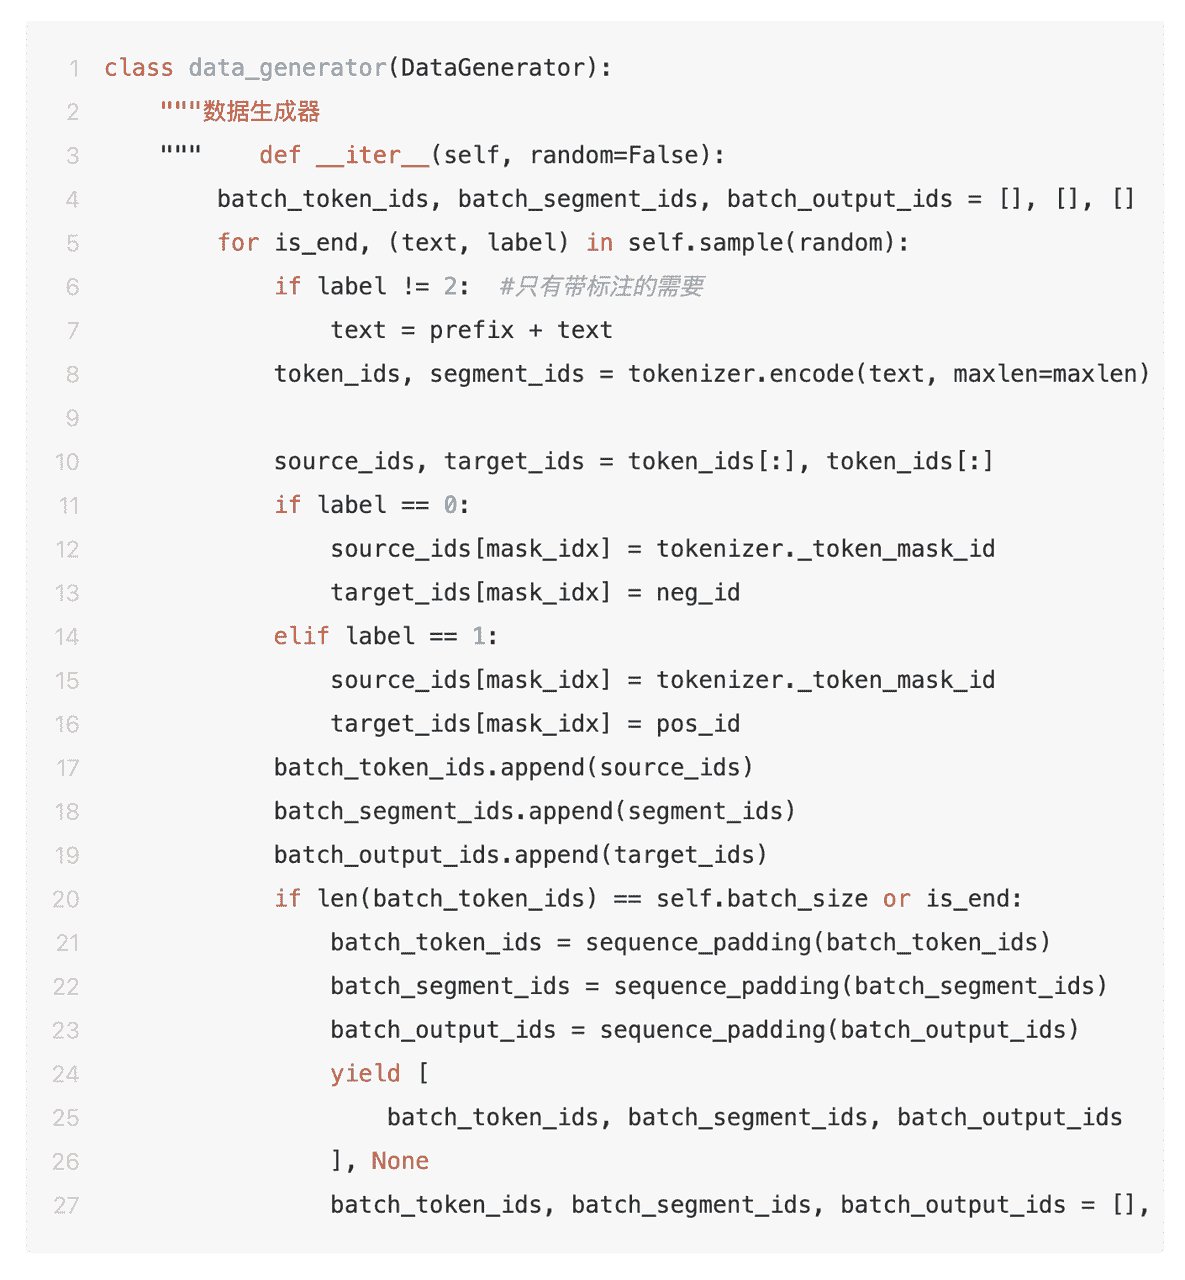 1 class data_generator(DataGenerator):
2     """数据生成器
3     """    def __iter__(self, random=False):
4         batch_token_ids, batch_segment_ids, batch_output_ids = [], [], []
5         for is_end, (text, label) in self.sample(random):
6             if label != 2:  #只有带标注的需要
7                 text = prefix + text
8             token_ids, segment_ids = tokenizer.encode(text, maxlen=maxlen)
9
10             source_ids, target_ids = token_ids[:], token_ids[:]
11             if label == 0:
12                 source_ids[mask_idx] = tokenizer._token_mask_id
13                 target_ids[mask_idx] = neg_id
14             elif label == 1:
15                 source_ids[mask_idx] = tokenizer._token_mask_id
16                 target_ids[mask_idx] = pos_id
17             batch_token_ids.append(source_ids)
18             batch_segment_ids.append(segment_ids)
19             batch_output_ids.append(target_ids)
20             if len(batch_token_ids) == self.batch_size or is_end:
21                 batch_token_ids = sequence_padding(batch_token_ids)
22                 batch_segment_ids = sequence_padding(batch_segment_ids)
23                 batch_output_ids = sequence_padding(batch_output_ids)
24                 yield [
25                     batch_token_ids, batch_segment_ids, batch_output_ids
26                 ], None
27                 batch_token_ids, batch_segment_ids, batch_output_ids = [],